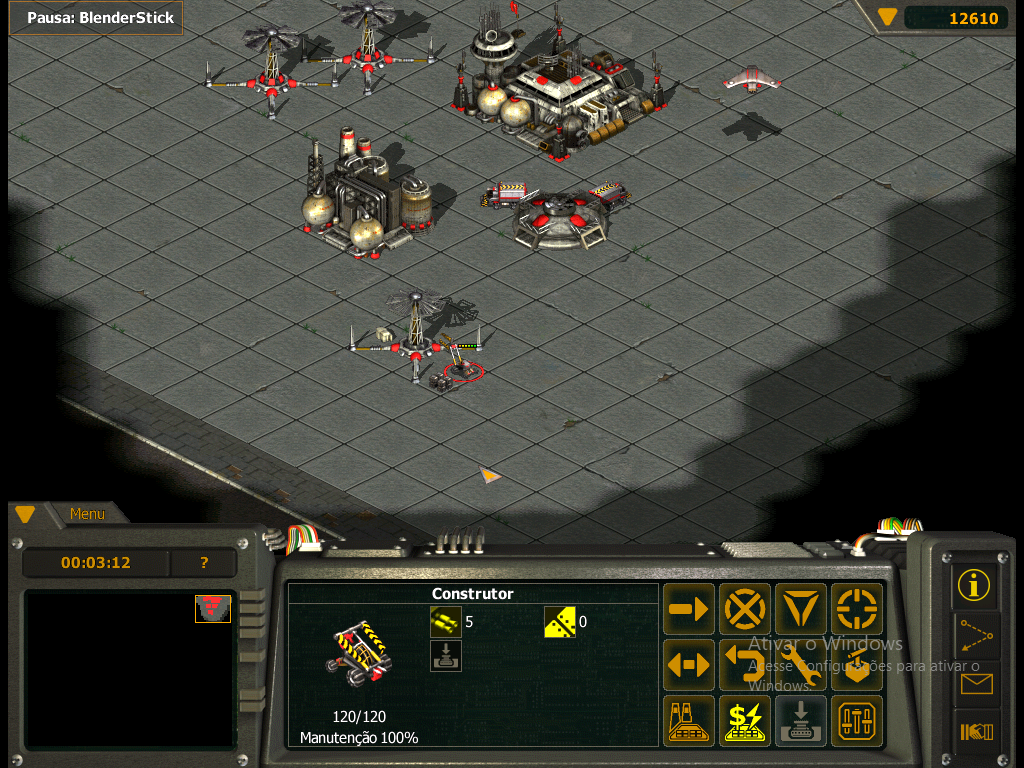 Pausa: BlenderStick
12610
Menu
00:03:12
?
Construtor
5
0
120/120
Manutenção 100%
$
i
Ativar o Windows
Acesse Configurações para ativar o
Windows.